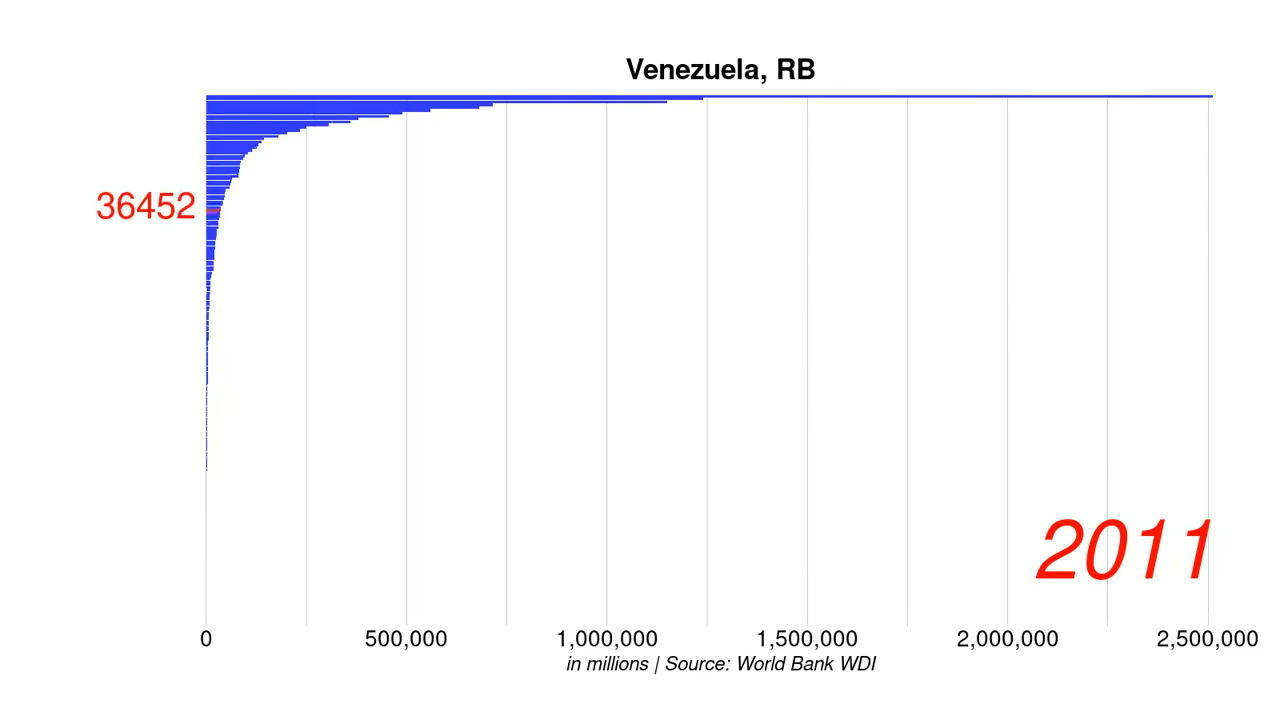 Venezuela, RB
36452
2011
0 500,000 1,000,000 1,500,000 2,000,000 2,500,000
in millions | Source: World Bank WDI